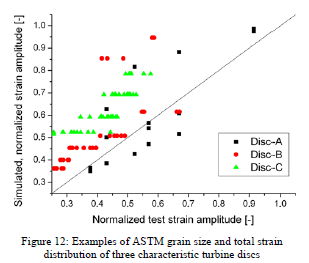 Simulated, normalized strain amplitude [-]
1.0
0.9
0.8
0.7
0.6
0.5
0.4
0.3
Disc-A
Disc-B
Disc-C
0.3 0.4 0.5 0.6 0.7 0.8 0.9 1.0
Normalized test strain amplitude [-]
Figure 12: Examples of ASTM grain size and total strain
distribution of three characteristic turbine discs